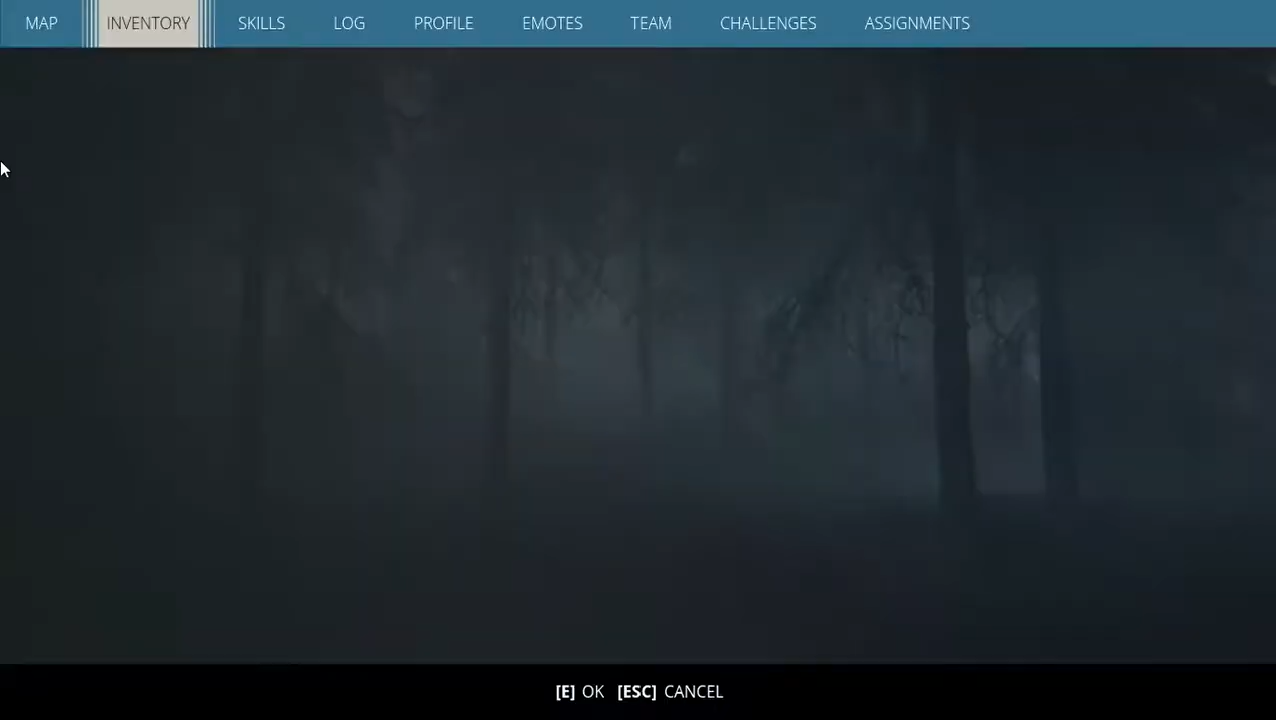 MAP INVENTORY SKILLS LOG PROFILE EMOTES TEAM CHALLENGES ASSIGNMENTS
[E] OK [ESC] CANCEL